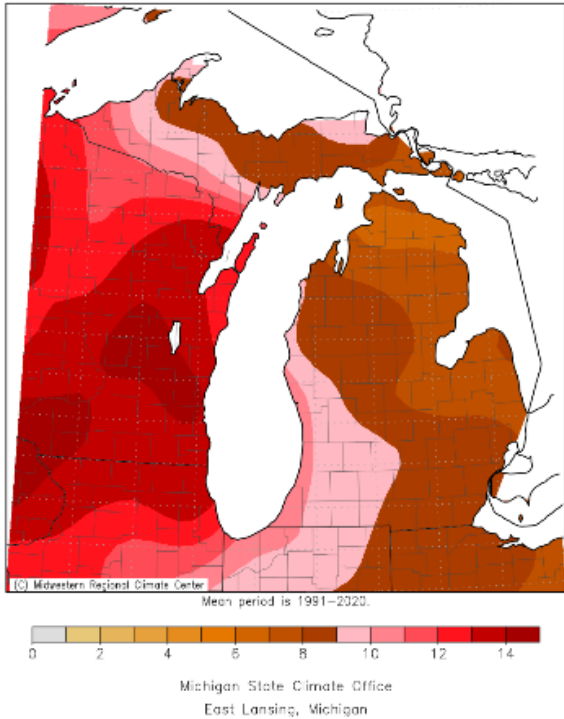 (C) Midwestern Regional Climate Center
Mean period is 1991-2020.
0 2 4 6 8 10 12 14
Michigan State Climate Office
East Lansing, Michigan